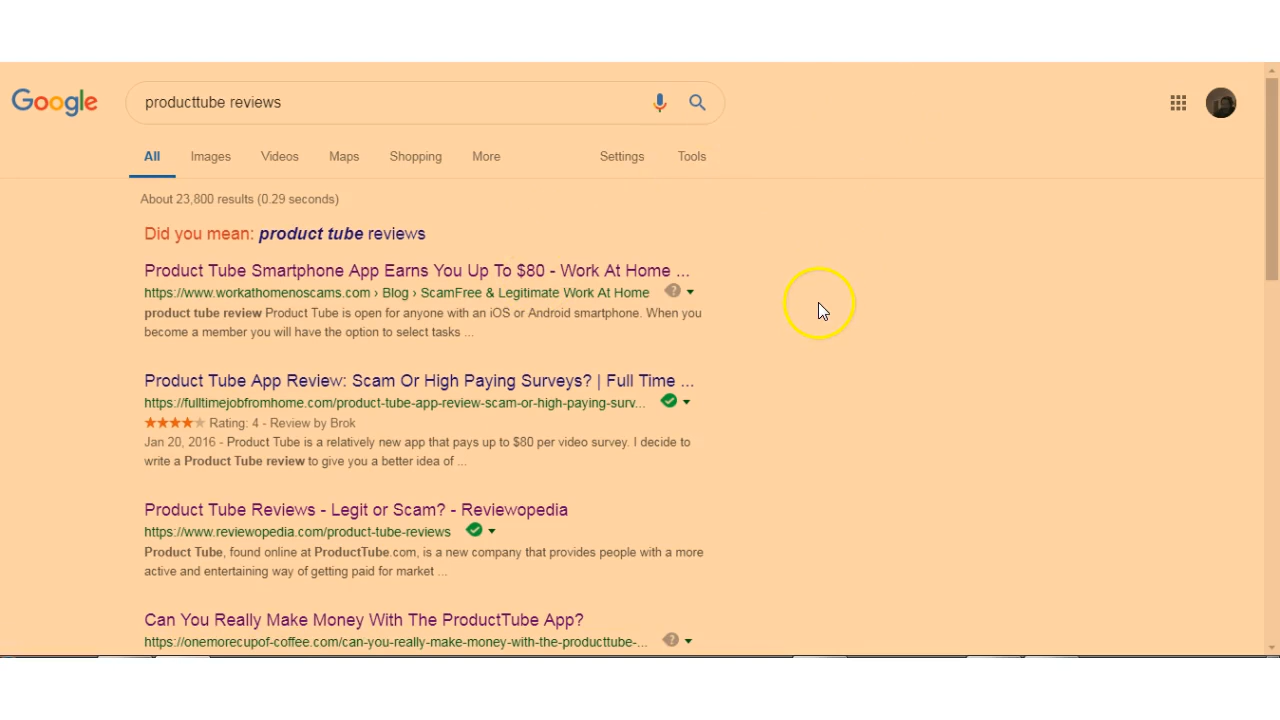 Google
producttube reviews
All Images Videos Maps Shopping More Settings Tools
About 23,800 results (0.29 seconds)
Did you mean: product tube reviews
Product Tube Smartphone App Earns You Up To $80 - Work At Home ...
https://www.workathomenoscams.com › Blog › ScamFree & Legitimate Work At Home
product tube review Product Tube is open for anyone with an iOS or Android smartphone. When you
become a member you will have the option to select tasks ...
Product Tube App Review: Scam Or High Paying Surveys? | Full Time ...
https://fulltimejobfromhome.com/product-tube-app-review-scam-or-high-paying-surv...
Rating: 4 - Review by Brok
Jan 20, 2016 - Product Tube is a relatively new app that pays up to $80 per video survey. I decide to
write a Product Tube review to give you a better idea of ...
Product Tube Reviews - Legit or Scam? - Reviewopedia
https://www.reviewopedia.com/product-tube-reviews
Product Tube, found online at ProductTube.com, is a new company that provides people with a more
active and entertaining way of getting paid for market ...
Can You Really Make Money With The ProductTube App?
https://onemorecupof-coffee.com/can-you-really-make-money-with-the-producttube-...